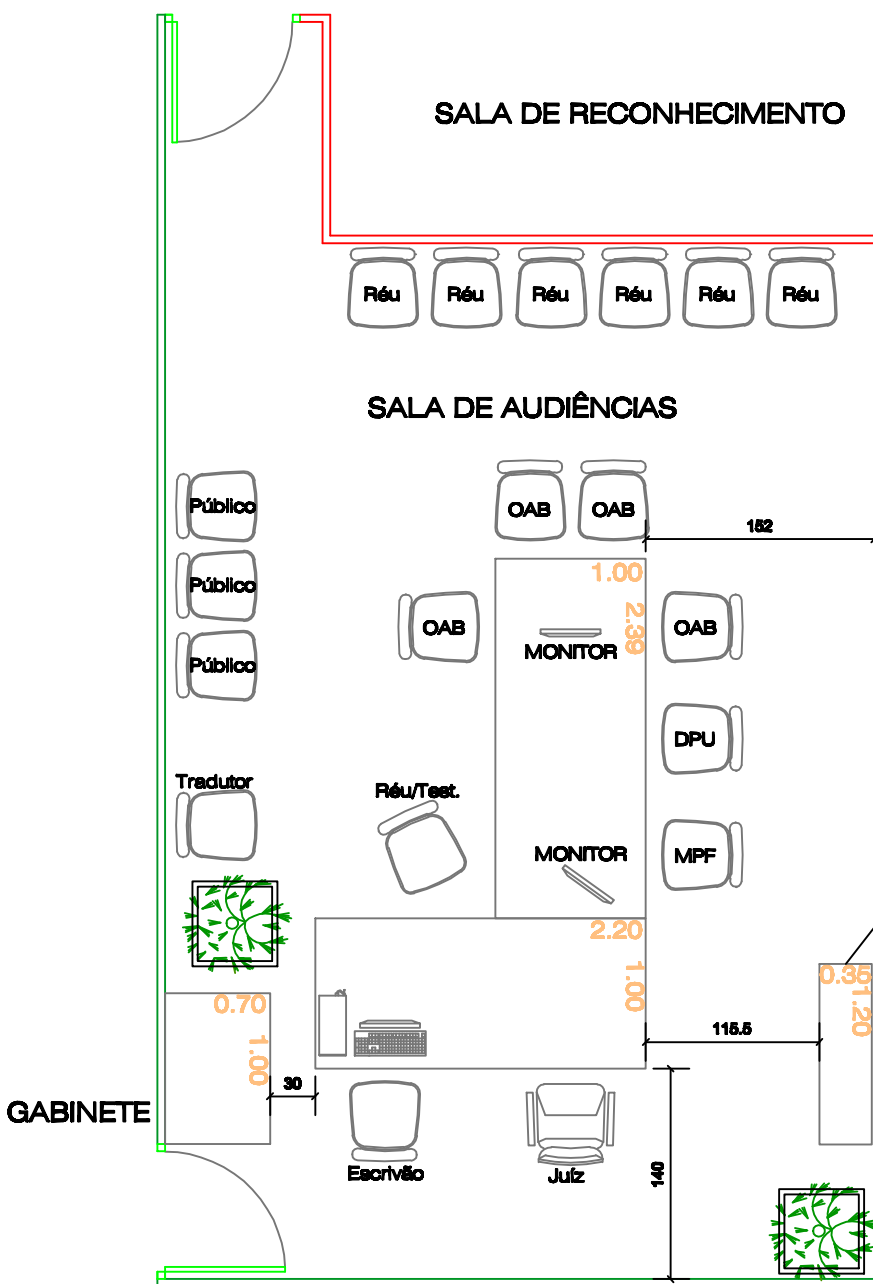 SALA DE RECONHECIMENTO
Réu Réu Réu Réu Réu Réu
SALA DE AUDIÊNCIAS
Público
OAB OAB
152
1.00
Público
2.39
OAB
MONITOR
OAB
Público
DPU
Tradutor
Réu/Test.
MONITOR
MPF
2.20
1.00
0.35
1.20
0.70
1.00
115.5
30
GABINETE
Escrivão
Juíz
140